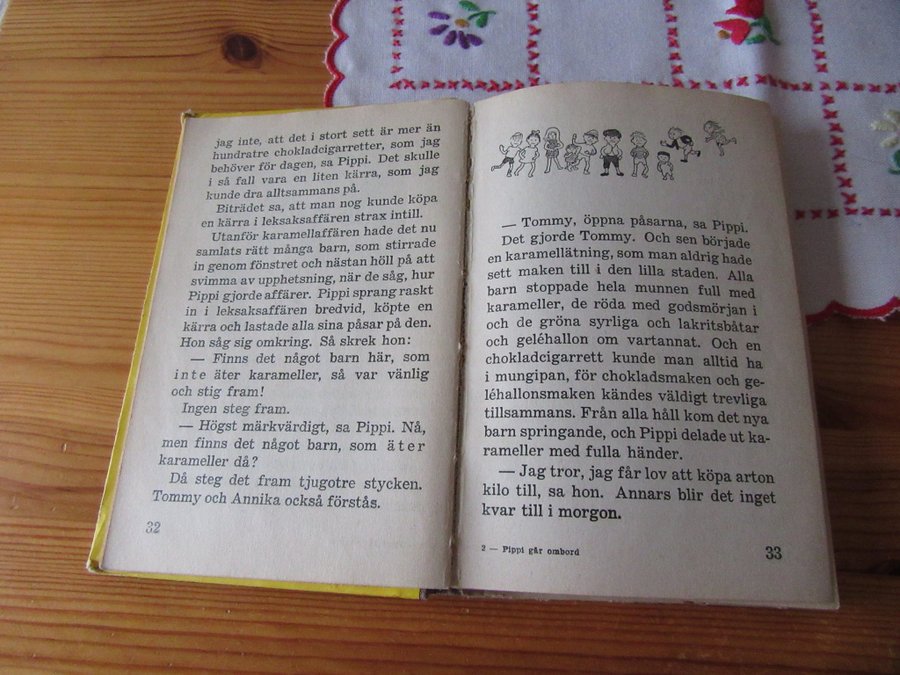 jag inte, att det i stort sett är mer än
hundratre chokladcigarretter, som jag
behöver för dagen, sa Pippi. Det skulle
i så fall vara en liten kärra, som jag
kunde dra alltsammans på.
Biträdet sa, att man nog kunde köpa
en kärra i leksaksaffären strax intill.
Utanför karamellaffären hade det nu
samlats rätt många barn, som stirrade
in genom fönstret och nästan höll på att
svimma av upphetsning, när de såg, hur
Pippi gjorde affärer. Pippi sprang raskt
in i leksaksaffären bredvid, köpte en
kärra och lastade alla sina påsar på den.
Hon såg sig omkring. Så skrek hon:
— Finns det något barn här, som
inte äter karameller, så var vänlig
och stig fram!
Ingen steg fram.
— Högst märkvärdigt, sa Pippi. Nå,
men finns det något barn, som äter
karameller då?
Då steg det fram tjugotre stycken.
Tommy och Annika också förstås.
32
— Tommy, öppna påsarna, sa Pippi.
Det gjorde Tommy. Och sen började
en karamellätning, som man aldrig hade
sett maken till i den lilla staden. Alla
barn stoppade hela munnen full med
karameller, de röda med godsmörjan i
och de gröna syrliga och lakritsbåtar
och geléhallon om vartannat. Och en
chokladcigarrett kunde man alltid ha
i mungipan, för chokladsmaken och ge-
léhallonsmaken kändes väldigt trevliga
tillsammans. Från alla håll kom det nya
barn springande, och Pippi delade ut ka-
rameller med fulla händer.
— Jag tror, jag får lov att köpa arton
kilo till, sa hon. Annars blir det inget
kvar till i morgon.
2 — Pippi går ombord
33